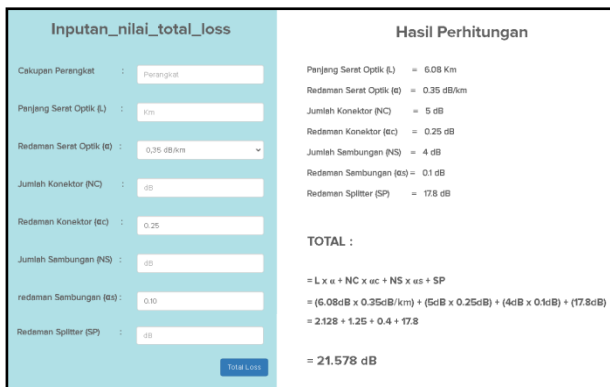 Inputan_nilai_total_loss
Cakupan Perangkat :
Perangkat
Panjang Serat Optik (L) :
Km
Redaman Serat Optik (α) :
0,35 dB/km
Jumlah Konektor (NC) :
dB
Redaman Konektor (αc) :
0.25
Jumlah Sambungan (NS) :
dB
redaman Sambungan (αs) :
0.10
Redaman Splitter (SP) :
dB
Total Loss
Hasil Perhitungan
Panjang Serat Optik (L) = 6.08 Km
Redaman Serat Optik (α) = 0.35 dB/km
Jumlah Konektor (NC) = 5 dB
Redaman Konektor (αc) = 0.25 dB
Jumlah Sambungan (NS) = 4 dB
Redaman Sambungan (αs) = 0.1 dB
Redaman Splitter (SP) = 17.8 dB
TOTAL :
= L x α + NC x αc + NS x αs + SP
= (6.08dB x 0.35dB/km) + (5dB x 0.25dB) + (4dB x 0.1dB) + (17.8dB)
= 2.128 + 1.25 + 0.4 + 17.8
= 21.578 dB